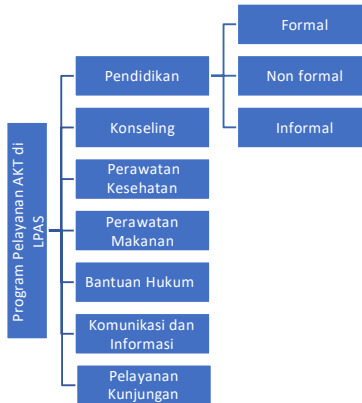 Program Pelayanan AKT di
LPAS
Pendidikan
Formal
Non formal
Informal
Konseling
Perawatan
Kesehatan
Perawatan
Makanan
Bantuan Hukum
Komunikasi dan
Informasi
Pelayanan
Kunjungan